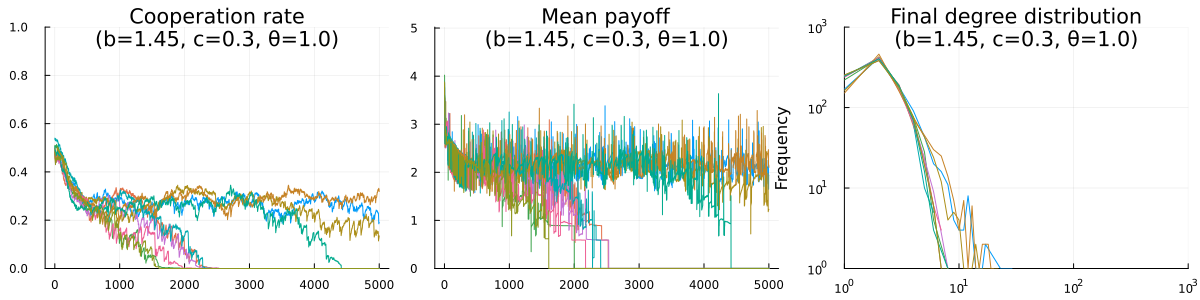 Cooperation rate
(b=1.45, c=0.3, θ=1.0)
1.0
0.8
0.6
0.4
0.2
0.0
0 1000 2000 3000 4000 5000
Mean payoff
(b=1.45, c=0.3, θ=1.0)
5
4
3
2
1
0
0 1000 2000 3000 4000 5000
Final degree distribution
(b=1.45, c=0.3, θ=1.0)
Frequency
10³
10²
10¹
10⁰
10⁰ 10¹ 10² 10³